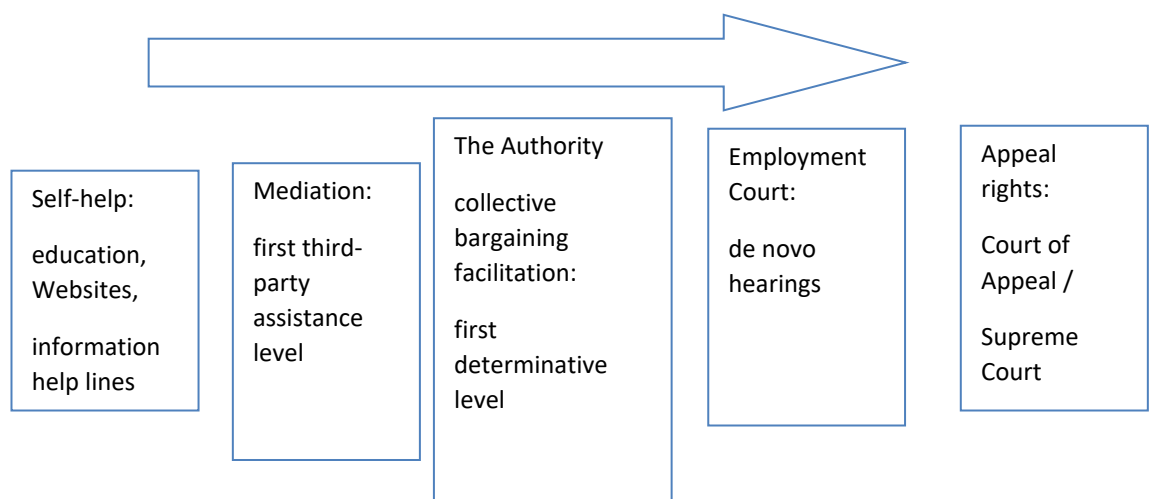 Self-help:
education,
Websites,
information
help lines
Mediation:
first third-
party
assistance
level
The Authority
collective
bargaining
facilitation:
first
determinative
level
Employment
Court:
de novo
hearings
Appeal
rights:
Court of
Appeal /
Supreme
Court